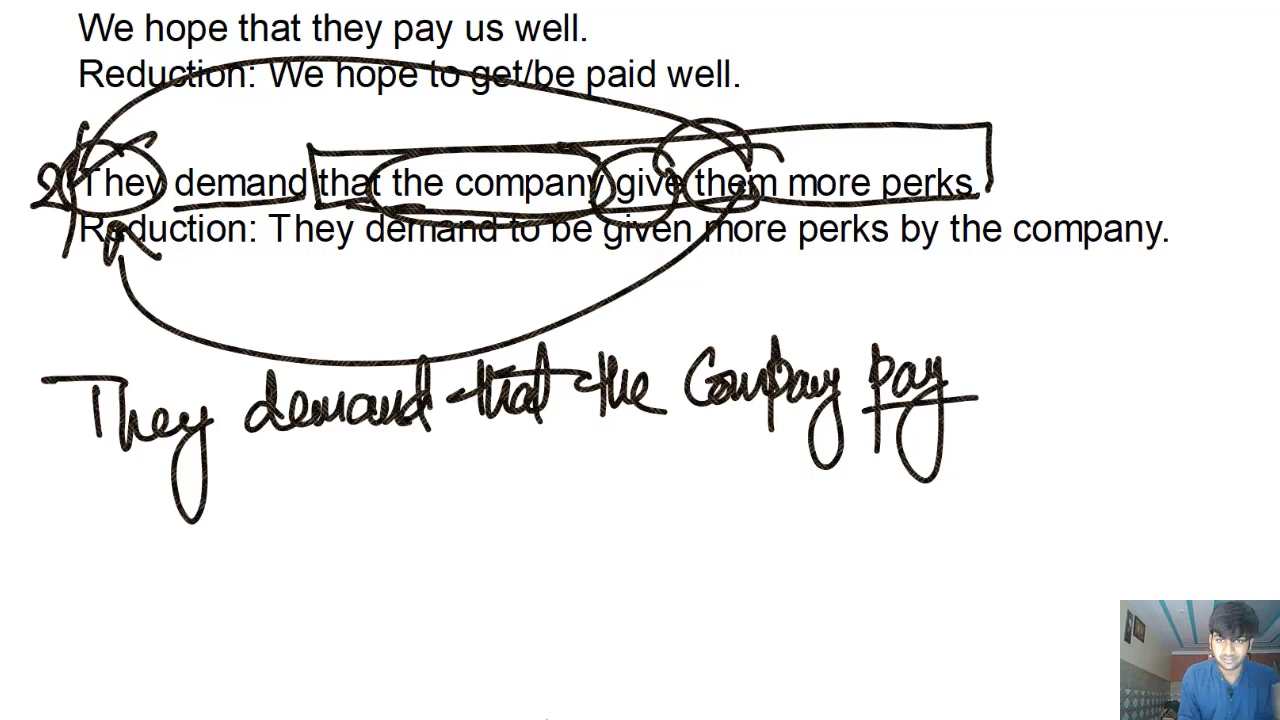 We hope that they pay us well.
Reduction: We hope to get/be paid well.
They demand that the company give them more perks.
Reduction: They demand to be given more perks by the company.
They demand that the Company pay